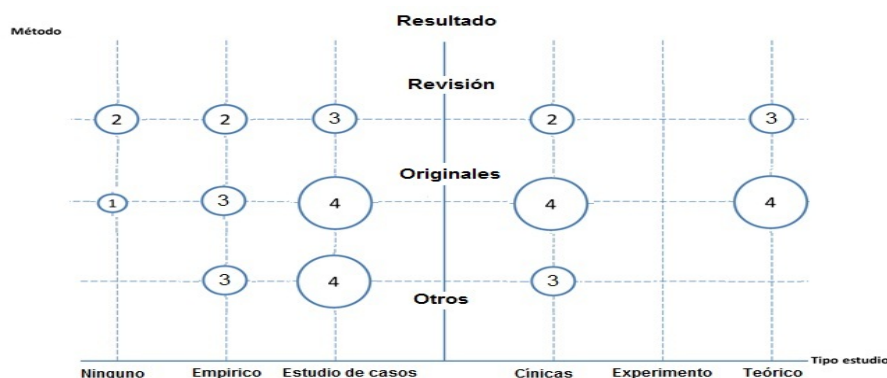 Resultado
Método
Revisión
2 2 3 2 3
Originales
1 3 4 4 4
3 4 3
Otros
Tipo estudio
Ninguno Empirico Estudio de casos Cínicas Experimento Teórico